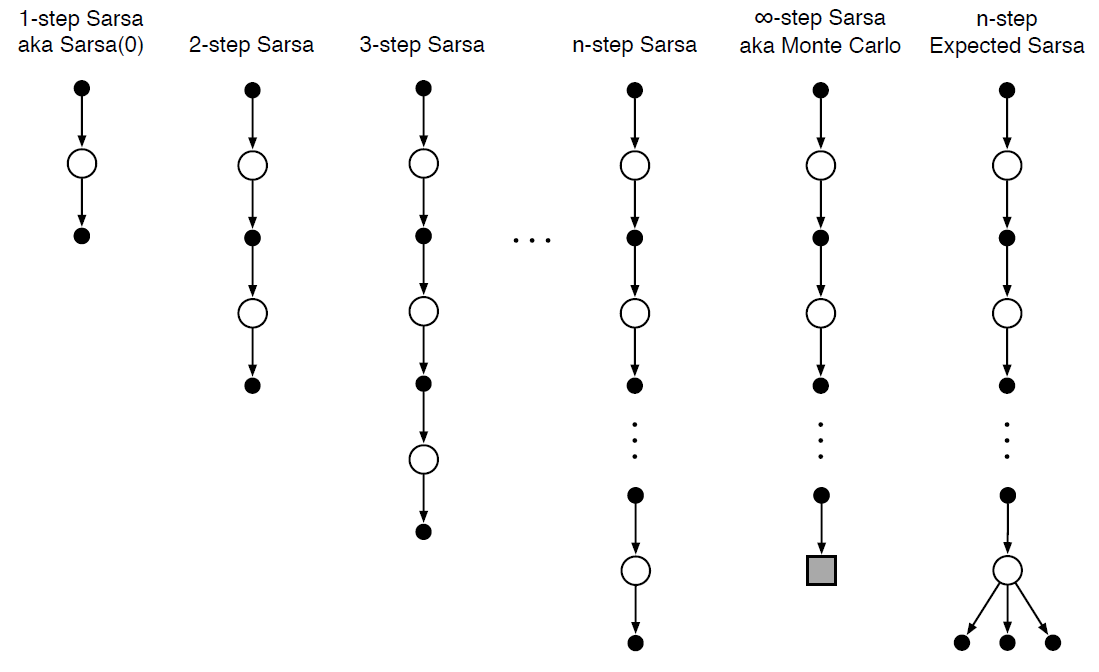 1-step Sarsa
aka Sarsa(0)
2-step Sarsa
3-step Sarsa
n-step Sarsa
∞-step Sarsa
aka Monte Carlo
n-step
Expected Sarsa